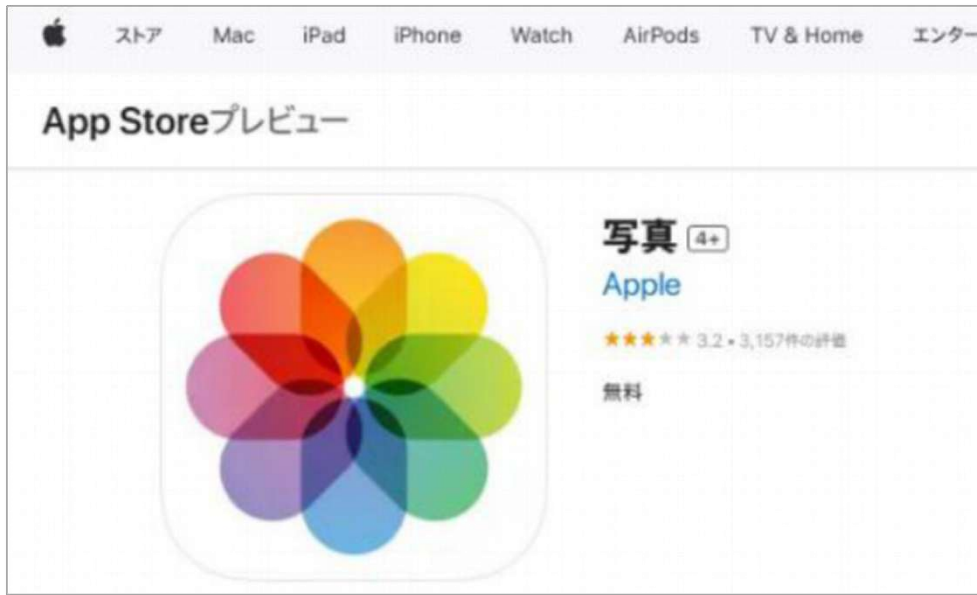 ストア Mac iPad iPhone Watch AirPods TV & Home エンター
App Storeプレビュー
写真 4+
Apple
3.2 • 3,157件の評価
無料